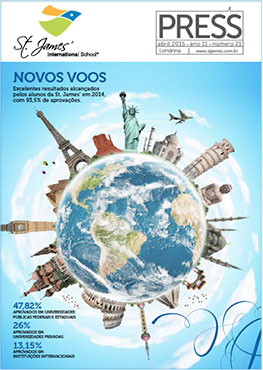 St. James'
International School®
PRESS
abril 2015 - ano 11 - número 21
Londrina
www.stjames.com.br
NOVOS VOOS
Excelentes resultados alcançados
pelos alunos da St. James' em 2014,
com 93,5% de aprovações.
47,82%
APROVADOS EM UNIVERSIDADES
PÚBLICAS FEDERAIS E ESTADUAIS
26%
APROVADOS EM
UNIVERSIDADES PRIVADAS
13,15%
APROVADOS EM
INSTITUIÇÕES INTERNACIONAIS